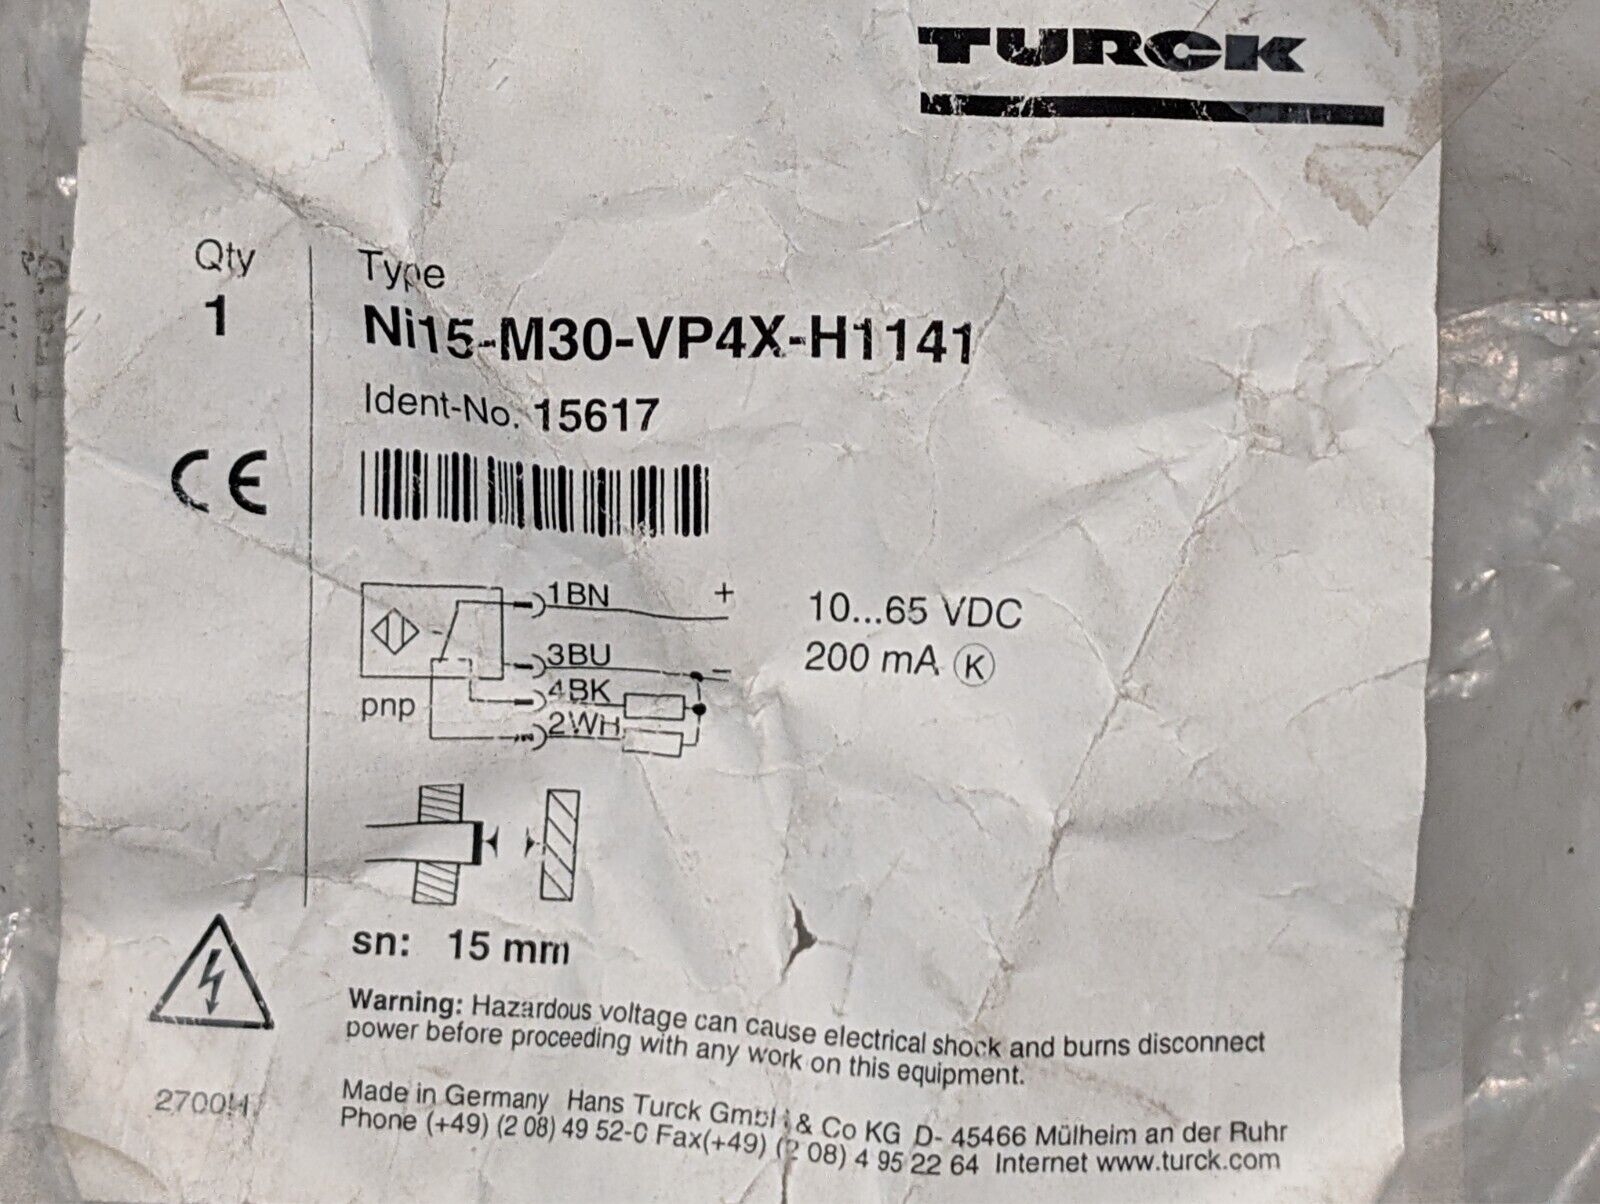 TURCK
Qty
1
Type
Ni15-M30-VP4X-H1141
Ident-No. 15617
CE
1BN +
3BU −
4BK
2WH
pnp
10...65 VDC
200 mA K
sn: 15 mm
Warning: Hazardous voltage can cause electrical shock and burns disconnect
power before proceeding with any work on this equipment.
Made in Germany Hans Turck GmbH & Co KG D- 45466 Mülheim an der Ruhr
Phone (+49) (2 08) 49 52-0 Fax(+49) (2 08) 4 95 22 64 Internet www.turck.com